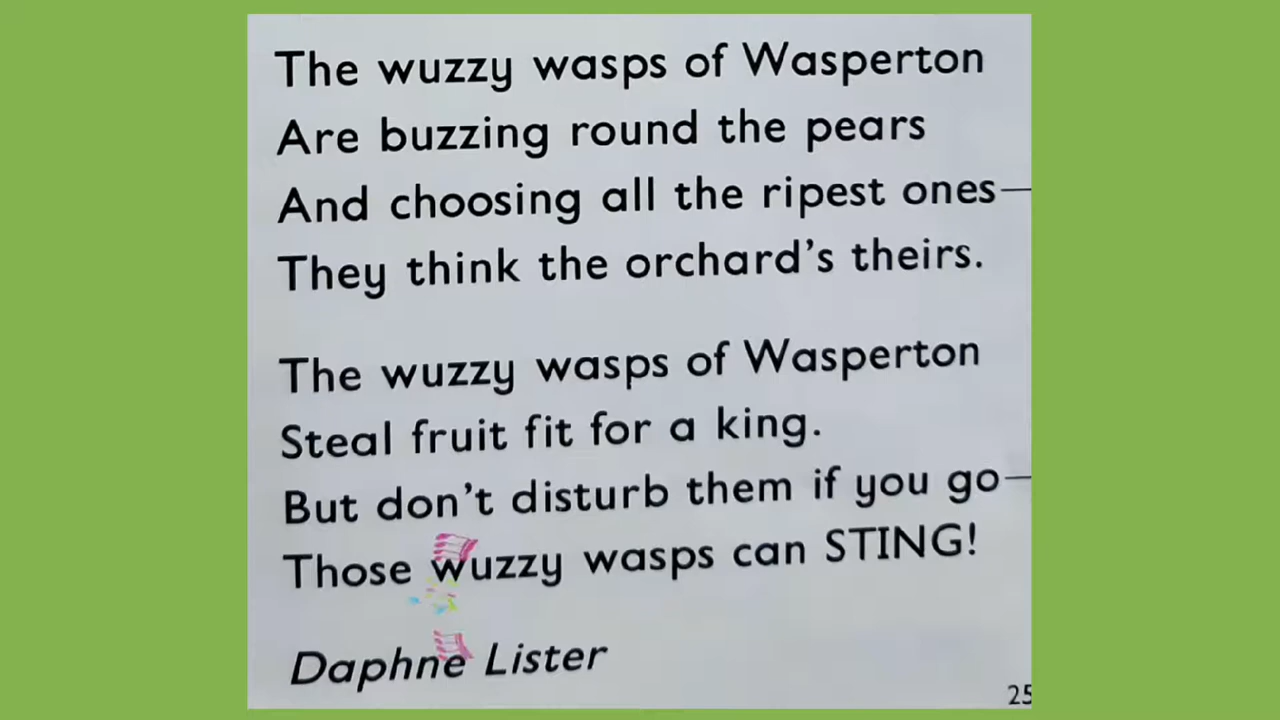 The wuzzy wasps of Wasperton
Are buzzing round the pears
And choosing all the ripest ones—
They think the orchard's theirs.
The wuzzy wasps of Wasperton
Steal fruit fit for a king.
But don't disturb them if you go—
Those wuzzy wasps can STING!
Daphne Lister
25